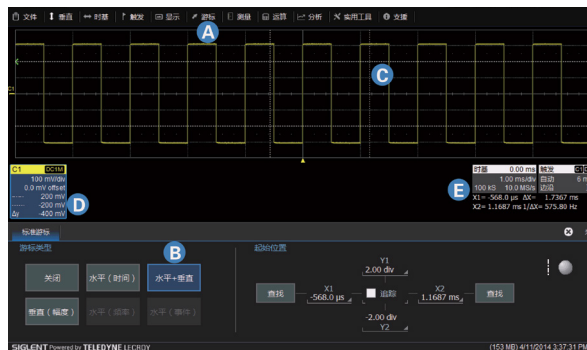 文件 垂直 时基 触发 显示 游标 测量 运算 分析 实用工具 支援
A
C
C1
C1 DC1M
100 mV/div
0.0 mV offset
200 mV
-200 mV
Δy -400 mV
D
E
时基 0.00 ms
1.00 ms/div
100 kS 10.0 MS/s
触发 C1
自动 6 m
边沿
X1= -568.0 µs ΔX= 1.7367 ms
X2= 1.1687 ms 1/ΔX= 575.80 Hz
标准游标
B
游标类型
关闭 水平（时间） 水平+垂直
垂直（幅度） 水平（频率） 水平（事件）
起始位置
Y1
2.00 div
查找 X1 追踪 X2 查找
-568.0 µs 1.1687 ms
-2.00 div
Y2
SIGLENT Powered by TELEDYNE LECROY
(153 MB) 4/11/2014 3:37:31 PM